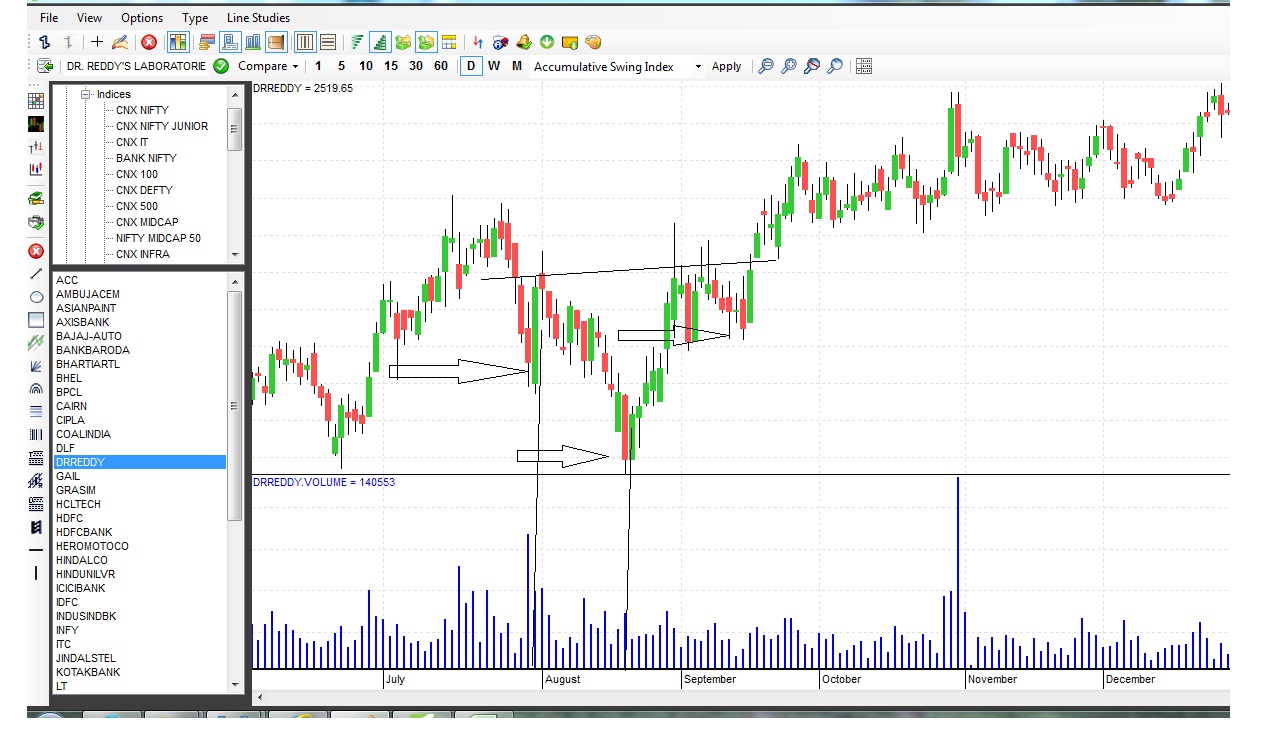 File View Options Type Line Studies
DR. REDDY'S LABORATORIE Compare 1 5 10 15 30 60 D W M Accumulative Swing Index Apply
Indices
CNX NIFTY
CNX NIFTY JUNIOR
CNX IT
BANK NIFTY
CNX 100
CNX DEFTY
CNX 500
CNX MIDCAP
NIFTY MIDCAP 50
CNX INFRA
ACC
AMBUJACEM
ASIANPAINT
AXISBANK
BAJAJ-AUTO
BANKBARODA
BHARTIARTL
BHEL
BPCL
CAIRN
CIPLA
COALINDIA
DLF
DRREDDY
GAIL
GRASIM
HCLTECH
HDFC
HDFCBANK
HEROMOTOCO
HINDALCO
HINDUNILVR
ICICIBANK
IDFC
INDUSINDBK
INFY
ITC
JINDALSTEL
KOTAKBANK
LT
DRREDDY = 2519.65
DRREDDY.VOLUME = 140553
July August September October November December